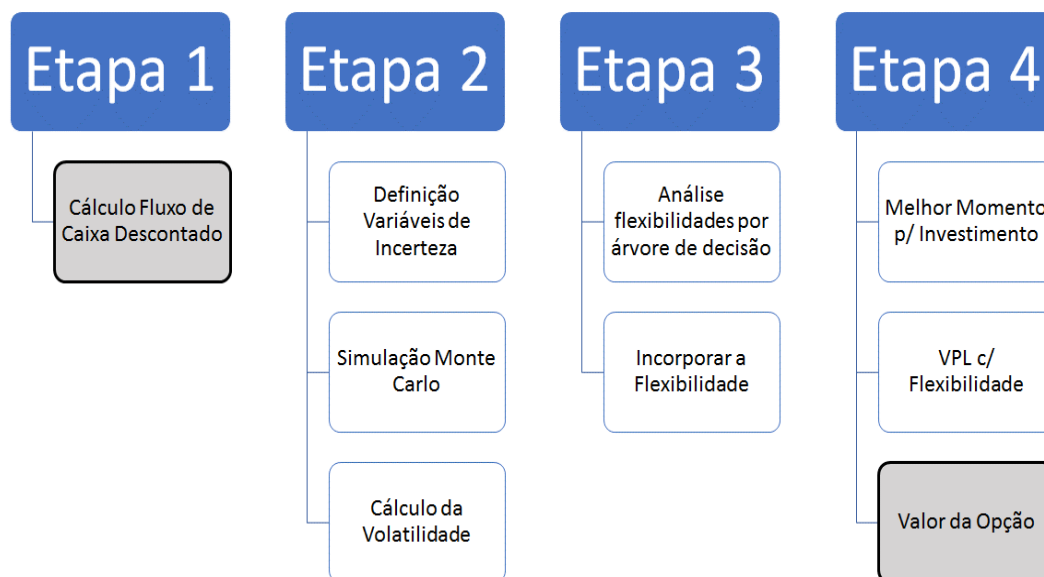 Etapa 1
Cálculo Fluxo de
Caixa Descontado
Etapa 2
Definição
Variáveis de
Incerteza
Simulação Monte
Carlo
Cálculo da
Volatilidade
Etapa 3
Análise
flexibilidades por
árvore de decisão
Incorporar a
Flexibilidade
Etapa 4
Melhor Momento
p/ Investimento
VPL c/
Flexibilidade
Valor da Opção